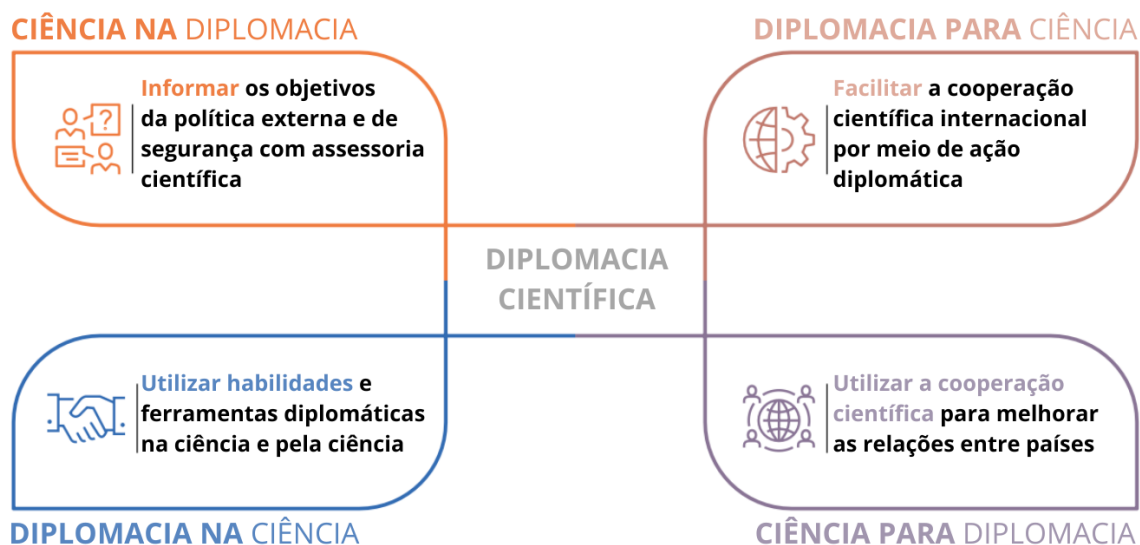 CIÊNCIA NA DIPLOMACIA
Informar os objetivos
da política externa e de
segurança com assessoria
científica
DIPLOMACIA PARA CIÊNCIA
Facilitar a cooperação
científica internacional
por meio de ação
diplomática
DIPLOMACIA
CIENTÍFICA
Utilizar habilidades e
ferramentas diplomáticas
na ciência e pela ciência
DIPLOMACIA NA CIÊNCIA
Utilizar a cooperação
científica para melhorar
as relações entre países
CIÊNCIA PARA DIPLOMACIA